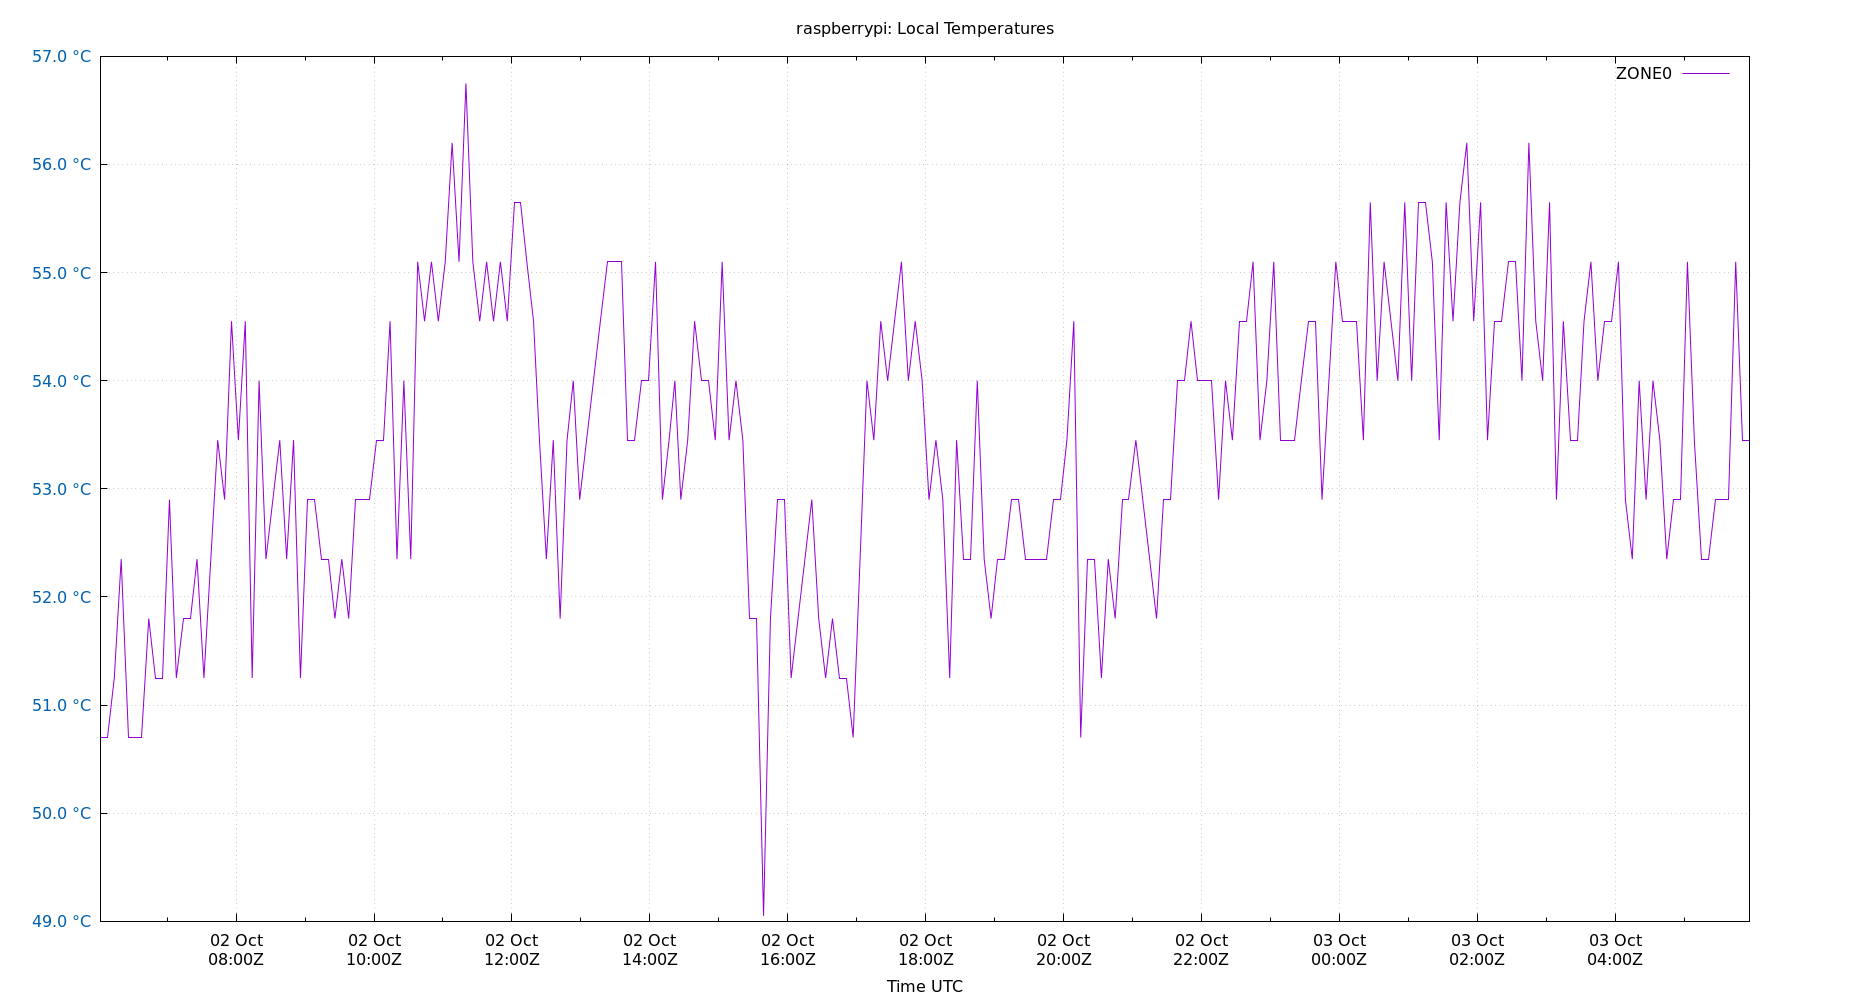 raspberrypi: Local Temperatures
57.0 °C
ZONE0
56.0 °C
55.0 °C
54.0 °C
53.0 °C
52.0 °C
51.0 °C
50.0 °C
49.0 °C
02 Oct 02 Oct 02 Oct 02 Oct 02 Oct 02 Oct 02 Oct 02 Oct 03 Oct 03 Oct 03 Oct
08:00Z 10:00Z 12:00Z 14:00Z 16:00Z 18:00Z 20:00Z 22:00Z 00:00Z 02:00Z 04:00Z
Time UTC